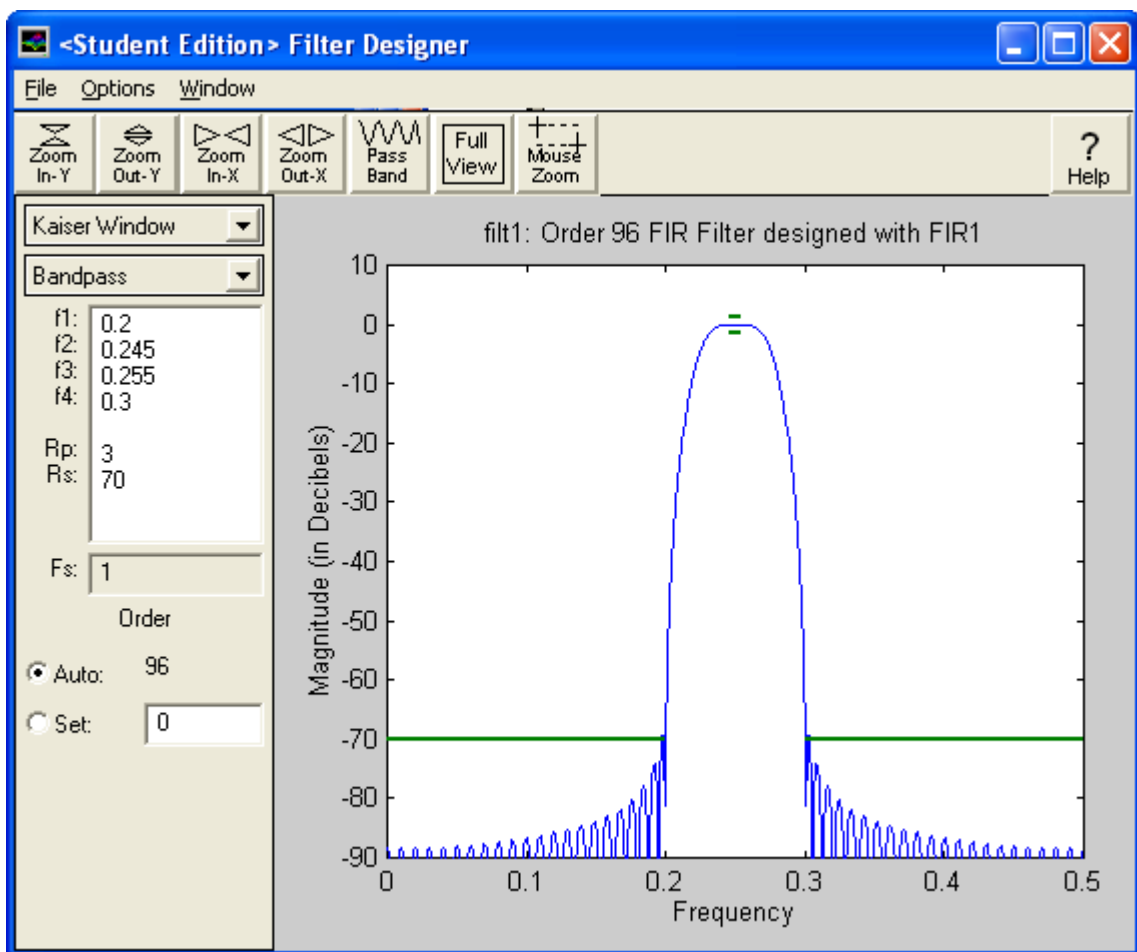 <Student Edition> Filter Designer
File Options Window
Zoom In-Y
Zoom Out-Y
Zoom In-X
Zoom Out-X
Pass Band
Full View
Mouse Zoom
? Help
Kaiser Window
Bandpass
f1: 0.2
f2: 0.245
f3: 0.255
f4: 0.3
Rp: 3
Rs: 70
Fs: 1
Order
Auto: 96
Set: 0
filt1: Order 96 FIR Filter designed with FIR1
Magnitude (in Decibels)
10
0
-10
-20
-30
-40
-50
-60
-70
-80
-90
0 0.1 0.2 0.3 0.4 0.5
Frequency